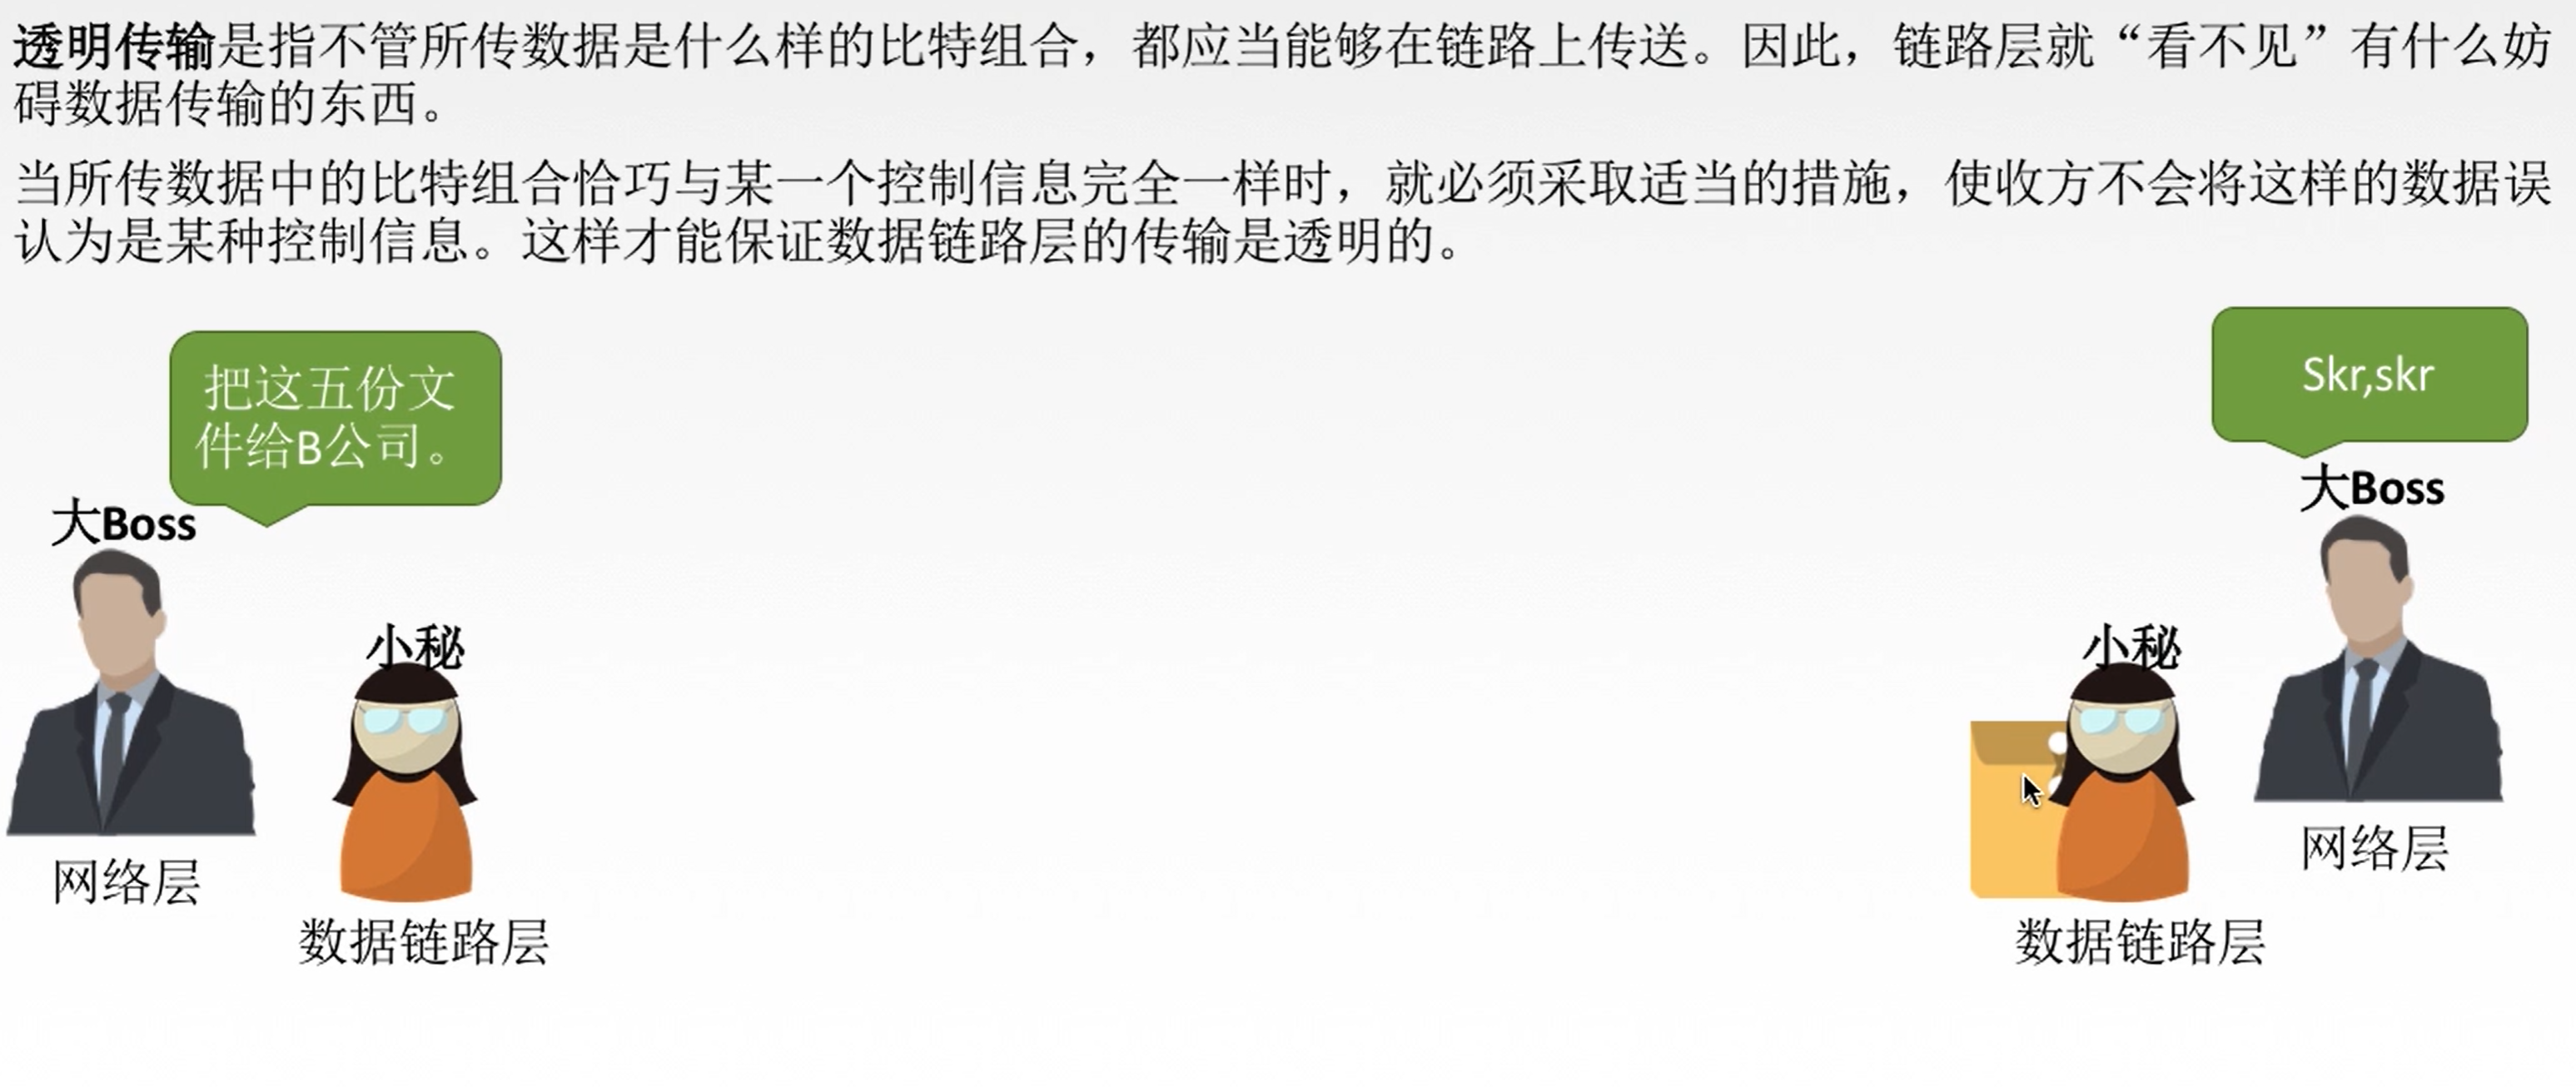 透明传输是指不管所传数据是什么样的比特组合，都应当能够在链路上传送。因此，链路层就“看不见”有什么妨
碍数据传输的东西。
当所传数据中的比特组合恰巧与某一个控制信息完全一样时，就必须采取适当的措施，使收方不会将这样的数据误
认为是某种控制信息。这样才能保证数据链路层的传输是透明的。
把这五份文
件给B公司。
大Boss
小秘
网络层
数据链路层
Skr,skr
大Boss
小秘
网络层
数据链路层